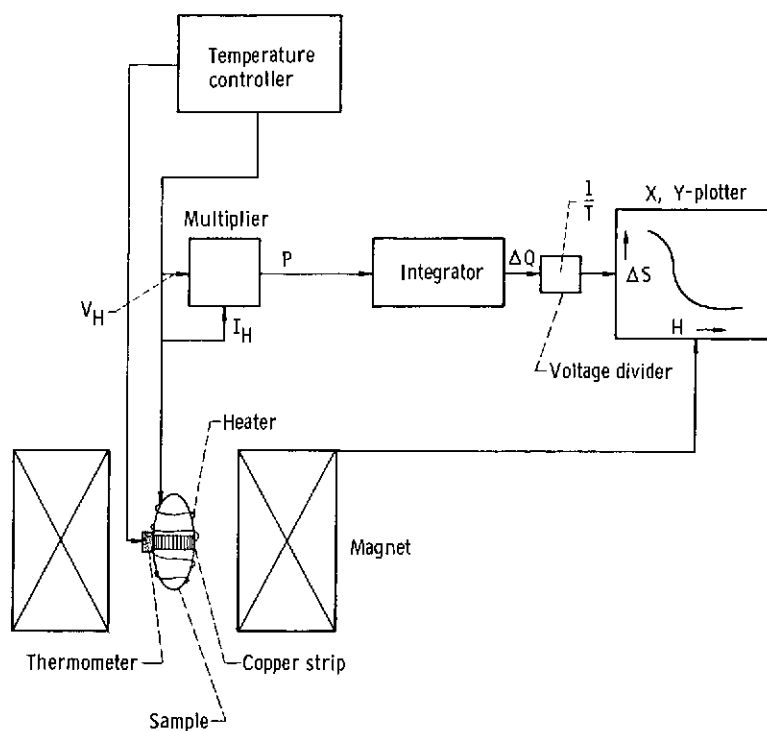 Temperature
controller
Multiplier
P
Integrator
ΔQ
1
T
X, Y-plotter
ΔS
H
V_H
I_H
Voltage divider
Heater
Magnet
Thermometer
Copper strip
Sample